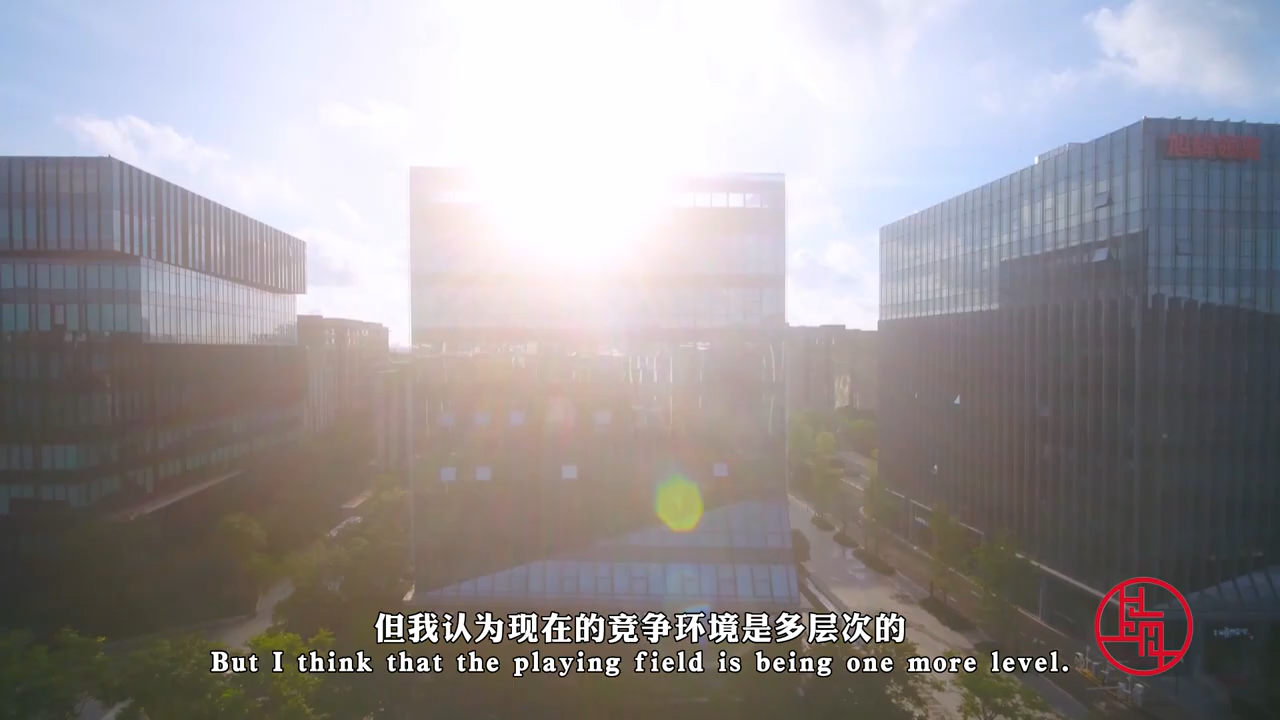 但我认为现在的竞争环境是多层次的
But I think that the playing field is being one more level.